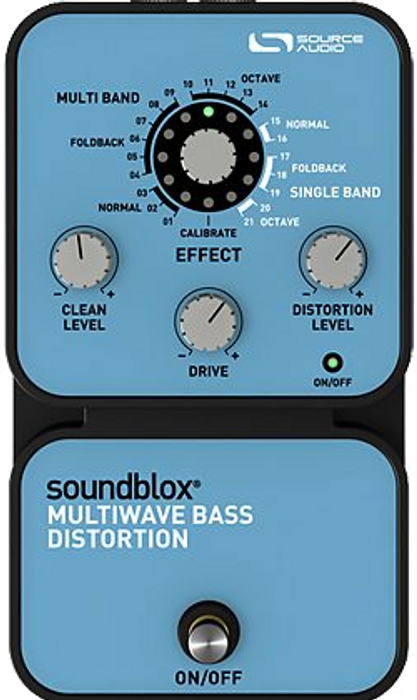 SOURCE
AUDIO
MULTI BAND
OCTAVE
10 11 12
09 13
08 14
07 15 NORMAL
06 16
FOLDBACK 05 17
04 18 FOLDBACK
03 19 SINGLE BAND
NORMAL 02 20
01 21 OCTAVE
CALIBRATE
EFFECT
- +
CLEAN
LEVEL
- +
DISTORTION
LEVEL
- +
DRIVE
ON/OFF
soundblox®
MULTIWAVE BASS
DISTORTION
ON/OFF